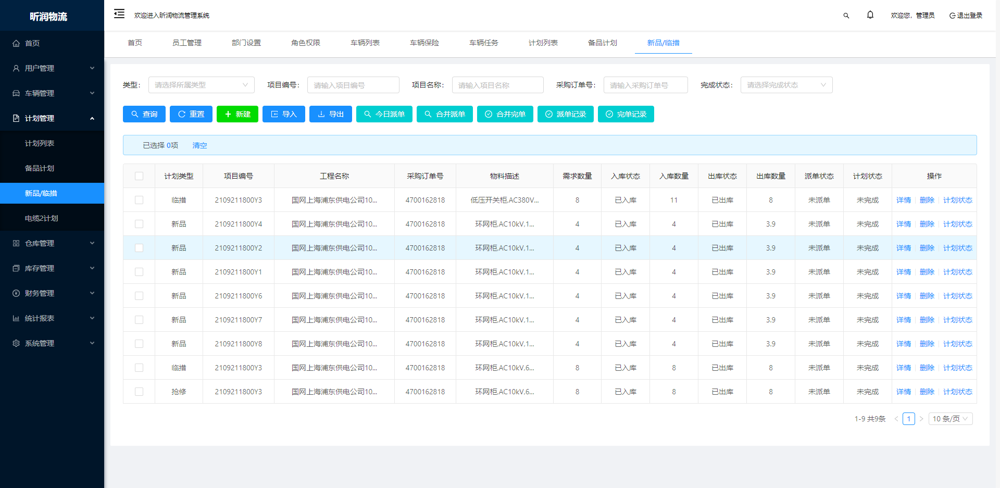 昕润物流
欢迎进入昕润物流管理系统
欢迎您，管理员
退出登录
首页
用户管理
车辆管理
计划管理
计划列表
备品计划
新品/临措
电缆2计划
仓库管理
库存管理
财务管理
统计报表
系统管理
首页 员工管理 部门设置 角色权限 车辆列表 车辆保险 车辆任务 计划列表 备品计划 新品/临措
类型： 请选择所属类型 项目编号： 请输入项目编号 项目名称： 请输入项目名称 采购订单号： 请输入采购订单号 完成状态： 请选择完成状态
查询 重置 新建 导入 导出 今日派单 合并派单 合并完单 派单记录 完单记录
已选择 0项 清空
计划类型 项目编号 工程名称 采购订单号 物料描述 需求数量 入库状态 入库数量 出库状态 出库数量 派单状态 计划状态 操作
临措 2109211800Y3 国网上海浦东供电公司10... 4700162818 低压开关柜,AC380V... 8 已入库 11 已出库 8 未派单 未完成 详情 删除 计划状态
新品 2109211800Y4 国网上海浦东供电公司10... 4700162818 环网柜,AC10kV,1... 4 已入库 4 已出库 3.9 未派单 未完成 详情 删除 计划状态
新品 2109211800Y2 国网上海浦东供电公司10... 4700162818 环网柜,AC10kV,1... 4 已入库 4 已出库 3.9 未派单 未完成 详情 删除 计划状态
新品 2109211800Y1 国网上海浦东供电公司10... 4700162818 环网柜,AC10kV,1... 4 已入库 4 已出库 3.9 未派单 未完成 详情 删除 计划状态
新品 2109211800Y6 国网上海浦东供电公司10... 4700162818 环网柜,AC10kV,1... 4 已入库 4 已出库 3.9 未派单 未完成 详情 删除 计划状态
新品 2109211800Y7 国网上海浦东供电公司10... 4700162818 环网柜,AC10kV,1... 4 已入库 4 已出库 3.9 未派单 未完成 详情 删除 计划状态
新品 2109211800Y8 国网上海浦东供电公司10... 4700162818 环网柜,AC10kV,1... 4 已入库 4 已出库 3.9 未派单 未完成 详情 删除 计划状态
临措 2109211800Y3 国网上海浦东供电公司10... 4700162818 环网柜,AC10kV,6... 8 已入库 8 已出库 8 未派单 未完成 详情 删除 计划状态
抢修 2109211800Y3 国网上海浦东供电公司10... 4700162818 环网柜,AC10kV,6... 8 已入库 8 已出库 8 未派单 未完成 详情 删除 计划状态
1-9 共9条 < 1 > 10 条/页